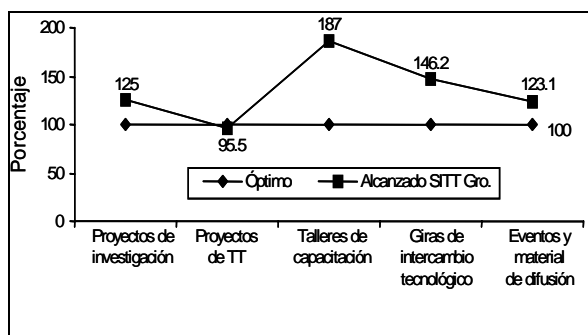 Porcentaje
200
150
100
50
0
125
95.5
187
146.2
123.1
100
Óptimo
Alcanzado SITT Gro.
Proyectos de
investigación
Proyectos
de TT
Talleres de
capacitación
Giras de
intercambio
tecnológico
Eventos y
material
de difusión